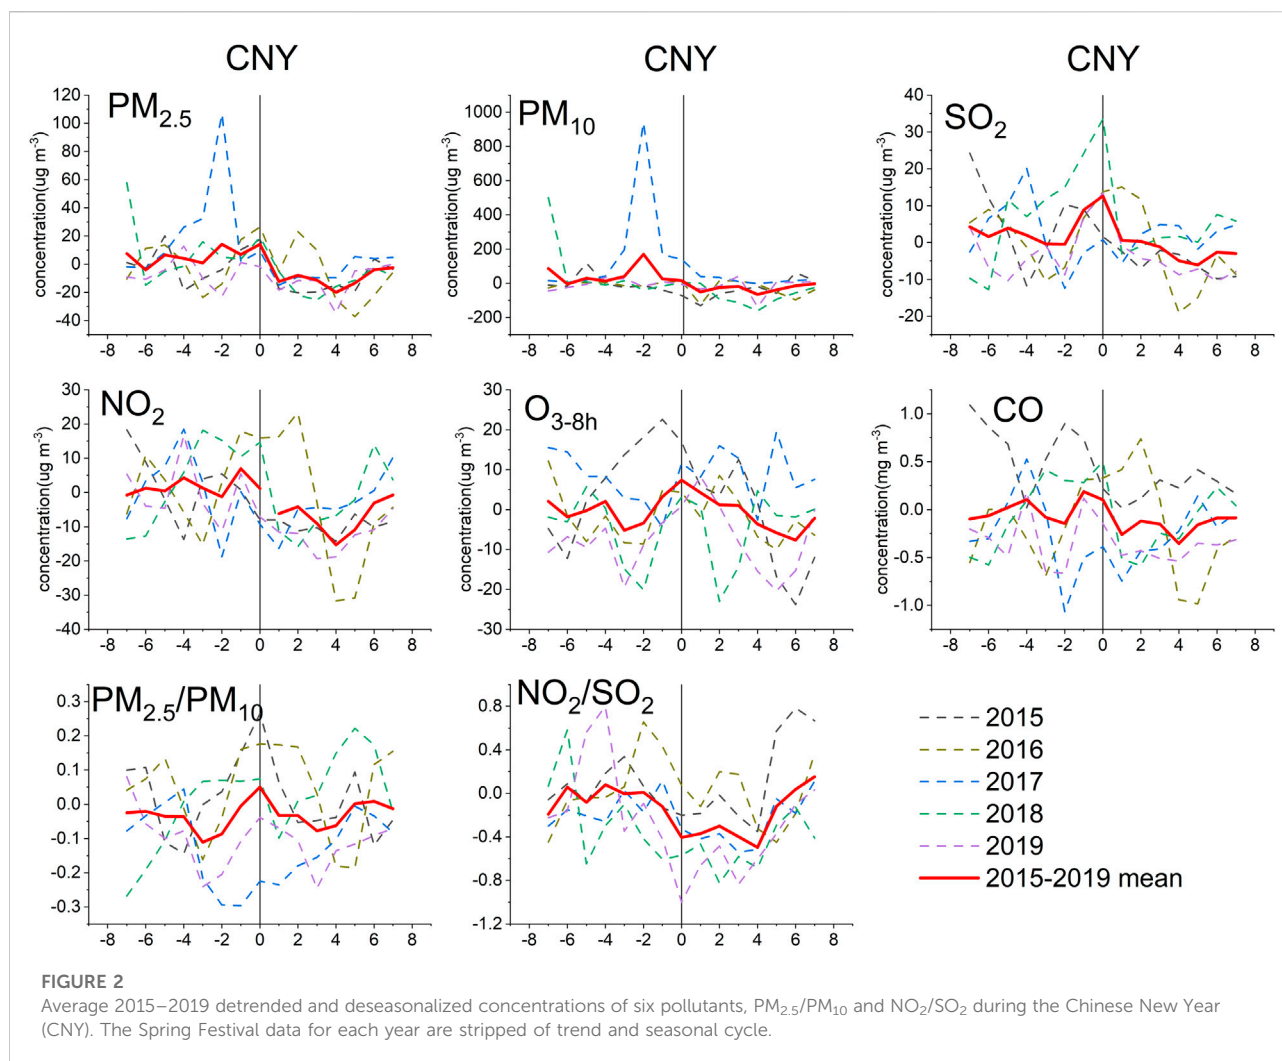 CNY
CNY
CNY
PM2.5
concentration(ug m-3)
120
100
80
60
40
20
0
-20
-40
-8 -6 -4 -2 0 2 4 6 8
PM10
concentration(ug m-3)
1000
800
600
400
200
0
-200
-8 -6 -4 -2 0 2 4 6 8
SO2
concentration(ug m-3)
40
30
20
10
0
-10
-20
-8 -6 -4 -2 0 2 4 6 8
NO2
concentration(ug m-3)
30
20
10
0
-10
-20
-30
-40
-8 -6 -4 -2 0 2 4 6 8
O3-8h
concentration(ug m-3)
30
20
10
0
-10
-20
-30
-8 -6 -4 -2 0 2 4 6 8
CO
concentration(mg m-3)
1.0
0.5
0.0
-0.5
-1.0
-8 -6 -4 -2 0 2 4 6 8
PM2.5/PM10
0.3
0.2
0.1
0.0
-0.1
-0.2
-0.3
-8 -6 -4 -2 0 2 4 6 8
NO2/SO2
0.8
0.4
0.0
-0.4
-0.8
-1.2
-8 -6 -4 -2 0 2 4 6 8
2015
2016
2017
2018
2019
2015-2019 mean
FIGURE 2
Average 2015–2019 detrended and deseasonalized concentrations of six pollutants, PM2.5/PM10 and NO2/SO2 during the Chinese New Year
(CNY). The Spring Festival data for each year are stripped of trend and seasonal cycle.